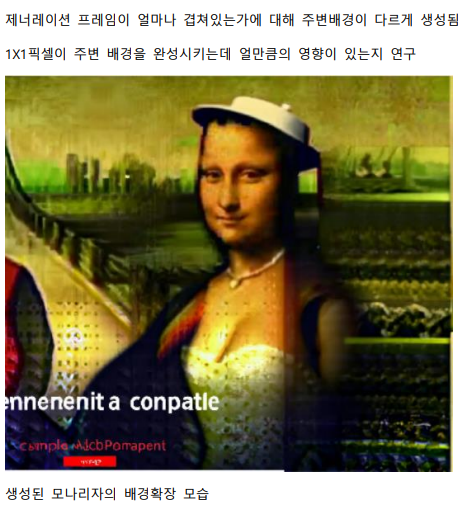 제너레이션 프레임이 얼마나 겹쳐있는가에 대해 주변배경이 다르게 생성됨
1X1픽셀이 주변 배경을 완성시키는데 얼만큼의 영향이 있는지 연구
ennenenit a conpatle
생성된 모나리자의 배경확장 모습